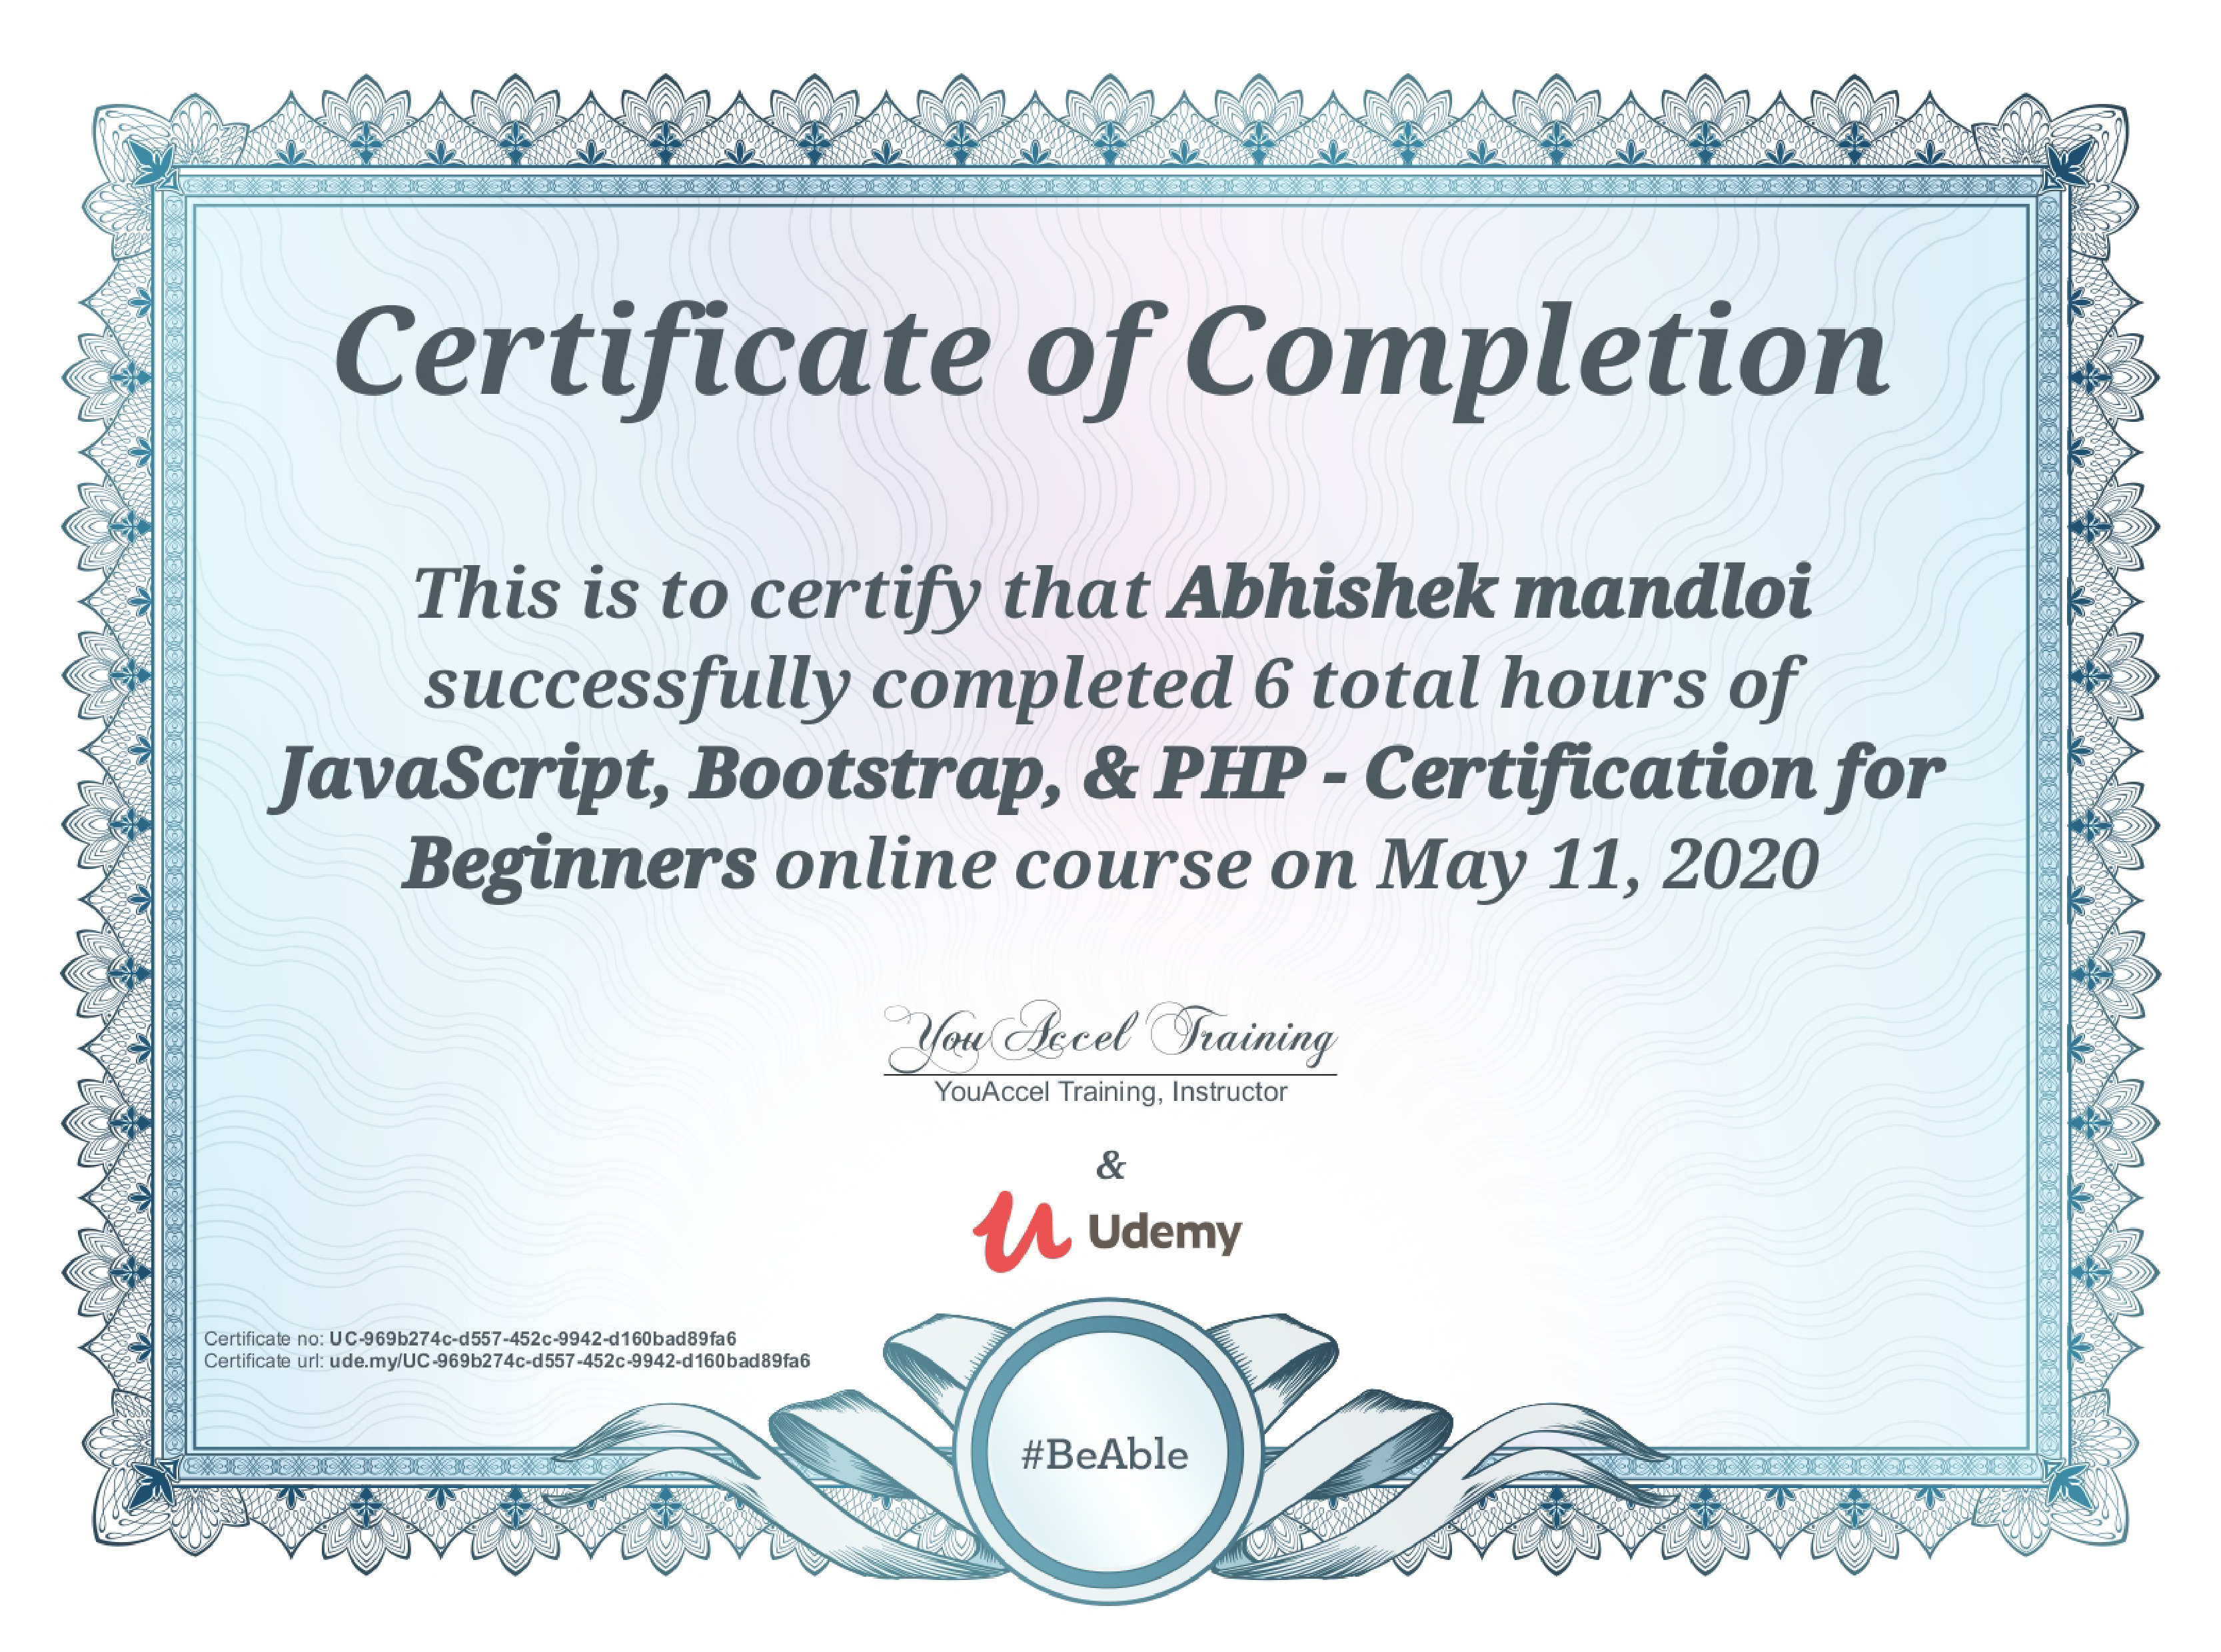 Certificate of Completion
This is to certify that Abhishek mandloi
successfully completed 6 total hours of
JavaScript, Bootstrap, & PHP - Certification for
Beginners online course on May 11, 2020
YouAccel Training
YouAccel Training, Instructor
&
Udemy
Certificate no: UC-969b274c-d557-452c-9942-d160bad89fa6
Certificate url: ude.my/UC-969b274c-d557-452c-9942-d160bad89fa6
#BeAble